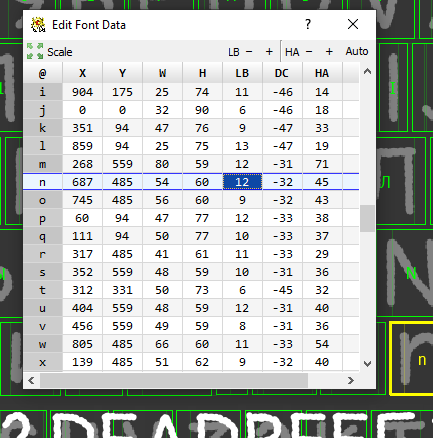 Edit Font Data ? ×
Scale LB − + HA − + Auto
@ X Y W H LB DC HA
i 904 175 25 74 11 -46 14
j 0 0 32 90 6 -46 18
k 351 94 47 76 9 -47 33
l 859 94 25 75 13 -47 19
m 268 559 80 59 12 -31 71
n 687 485 54 60 12 -32 45
o 745 485 56 60 9 -32 43
p 60 94 47 77 12 -33 38
q 111 94 50 77 10 -33 37
r 317 485 41 61 11 -33 29
s 352 559 48 59 10 -31 36
t 312 331 50 73 6 -45 32
u 404 559 48 59 12 -31 40
v 456 559 49 59 8 -31 36
w 805 485 66 60 11 -33 54
x 139 485 51 62 9 -33 40
n